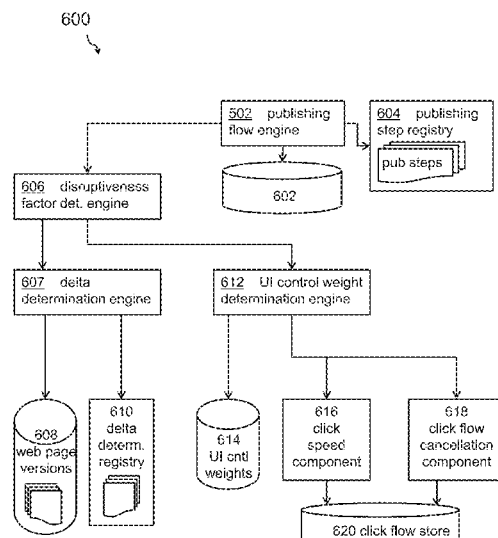 600
502 publishing
flow engine
604 publishing
step registry
pub steps
602
606 disruptiveness
factor det. engine
607 delta
determination engine
612 UI control weight
determination engine
608
web page
versions
610
delta
determ.
registry
614
UI cntl
weights
616
click
speed
component
618
click flow
cancellation
component
620 click flow store